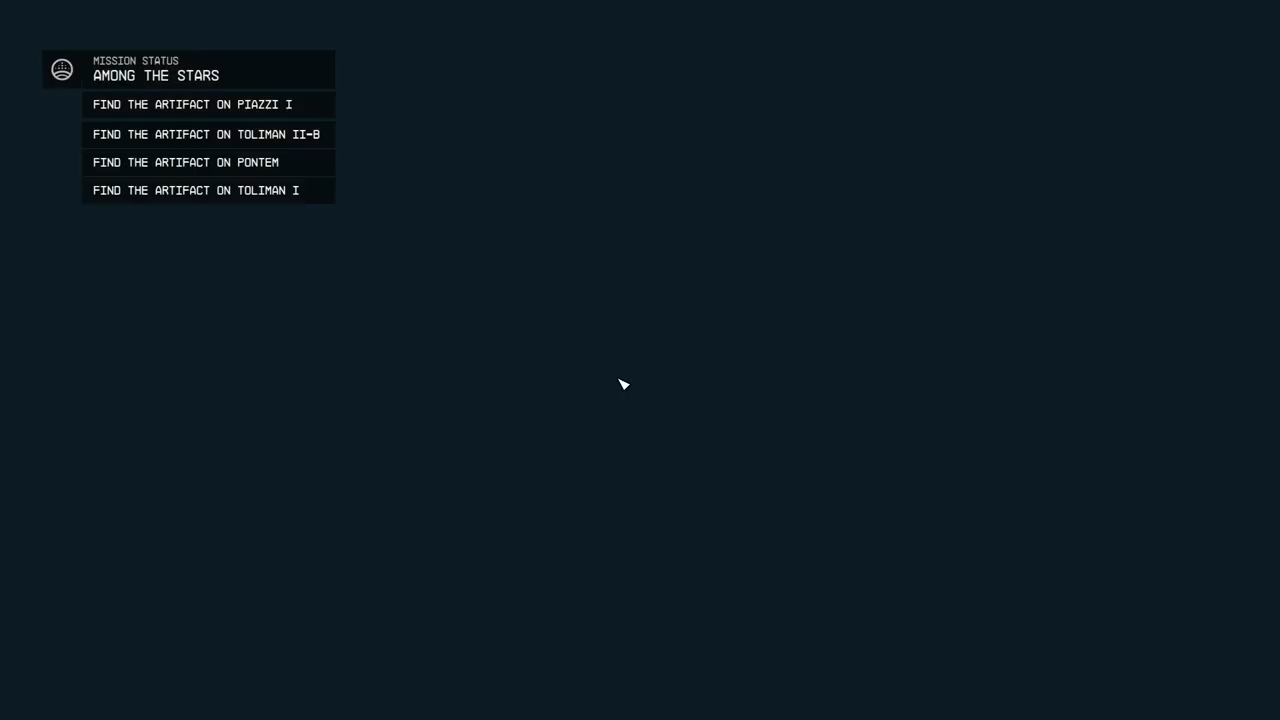 MISSION STATUS
AMONG THE STARS
FIND THE ARTIFACT ON PIAZZI I
FIND THE ARTIFACT ON TOLIMAN II-B
FIND THE ARTIFACT ON PONTEM
FIND THE ARTIFACT ON TOLIMAN I